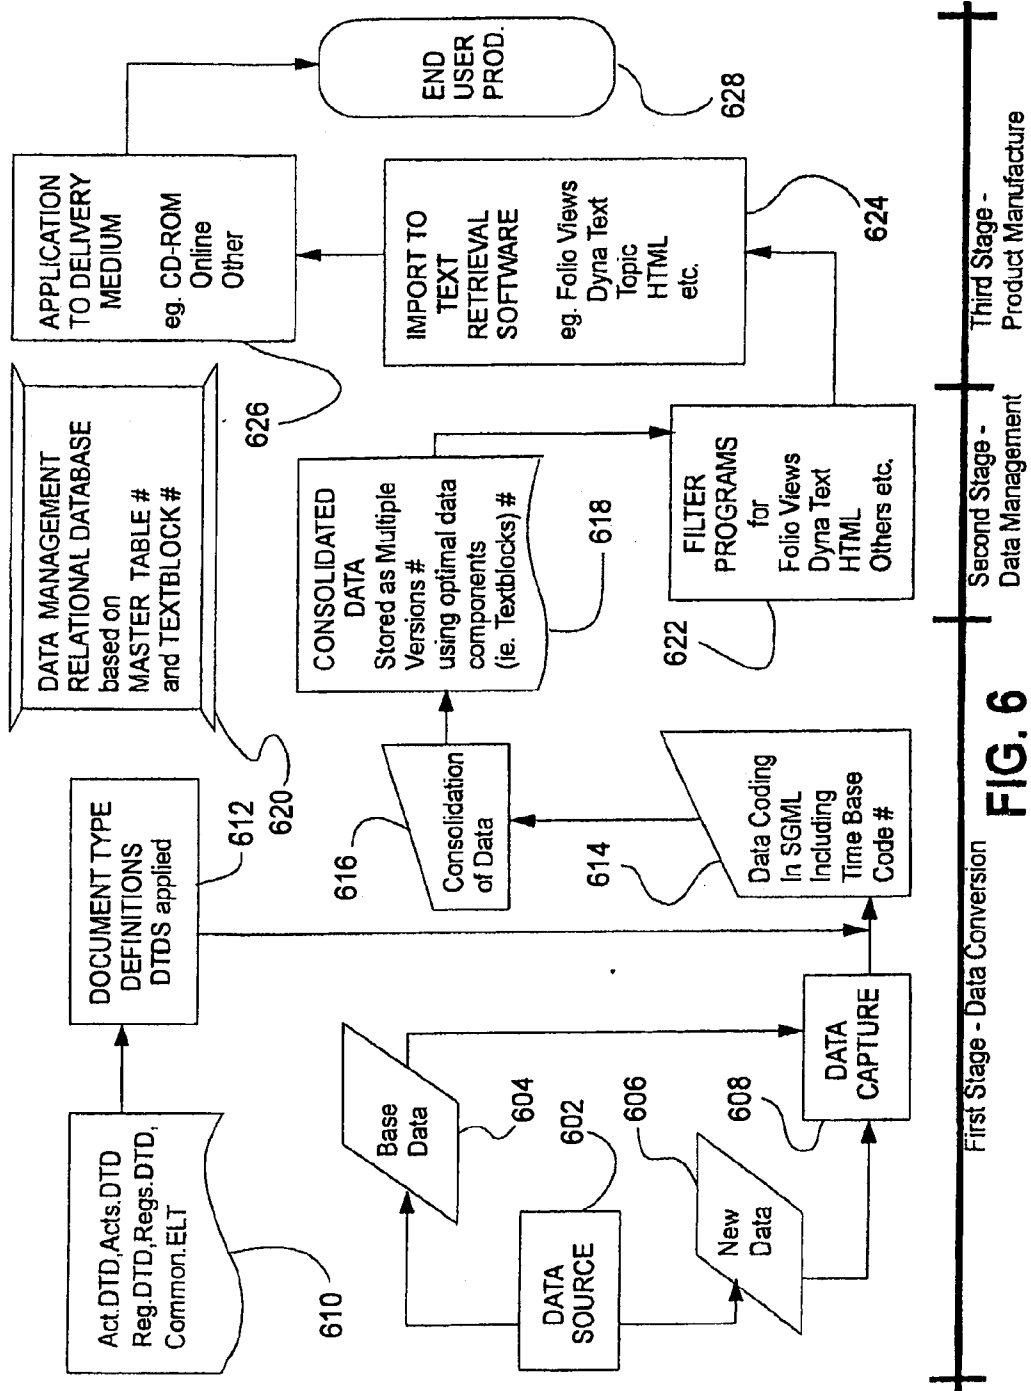 Act.DTD,Acts.DTD
Reg.DTD,Regs.DTD,
Common.ELT
610
DOCUMENT TYPE
DEFINITIONS
DTDS applied
612
DATA MANAGEMENT
RELATIONAL DATABASE
based on
MASTER TABLE #
and TEXTBLOCK #
620
APPLICATION
TO DELIVERY
MEDIUM
eg. CD-ROM
Online
Other
626
END
USER
PROD.
628
DATA
SOURCE
602
Base
Data
604
New
Data
606
DATA
CAPTURE
608
Data Coding
In SGML
Including
Time Base
Code #
614
Consolidation
of Data
616
CONSOLIDATED
DATA
Stored as Multiple
Versions #
using optimal data
components
(ie. Textblocks) #
618
FILTER
PROGRAMS
for
Folio Views
Dyna Text
HTML
Others etc.
622
IMPORT TO
TEXT
RETRIEVAL
SOFTWARE
eg. Folio Views
Dyna Text
Topic
HTML
etc.
624
First Stage - Data Conversion
Second Stage -
Data Management
Third Stage -
Product Manufacture
FIG. 6